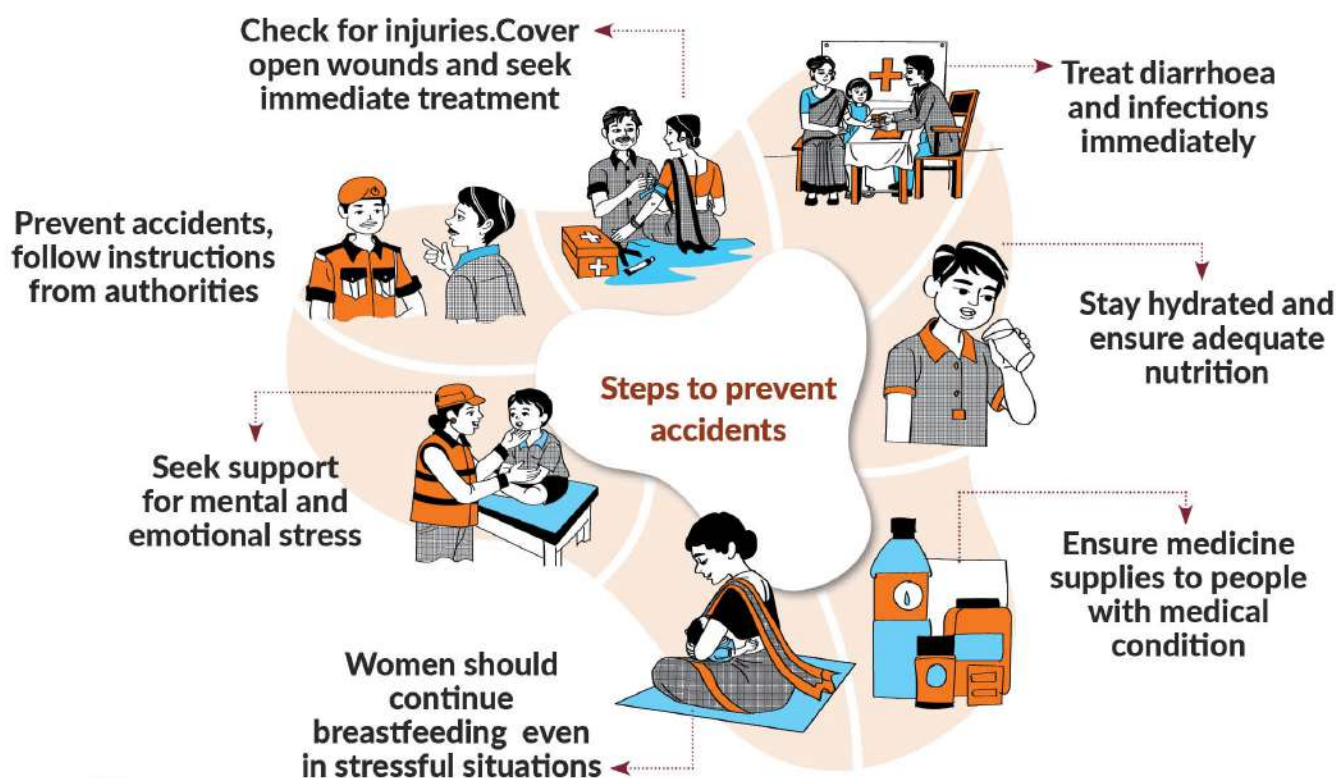 Check for injuries.Cover
open wounds and seek
immediate treatment
Treat diarrhoea
and infections
immediately
Prevent accidents,
follow instructions
from authorities
Stay hydrated and
ensure adequate
nutrition
Steps to prevent
accidents
Seek support
for mental and
emotional stress
Ensure medicine
supplies to people
with medical
condition
Women should
continue
breastfeeding even
in stressful situations